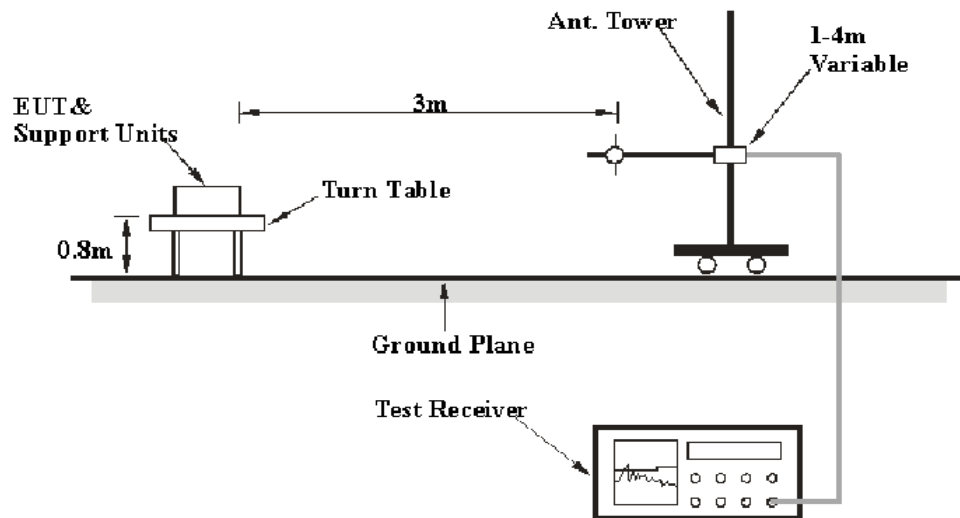 Ant. Tower
1-4m
Variable
3m
EUT&
Support Units
Turn Table
0.8m
Ground Plane
Test Receiver